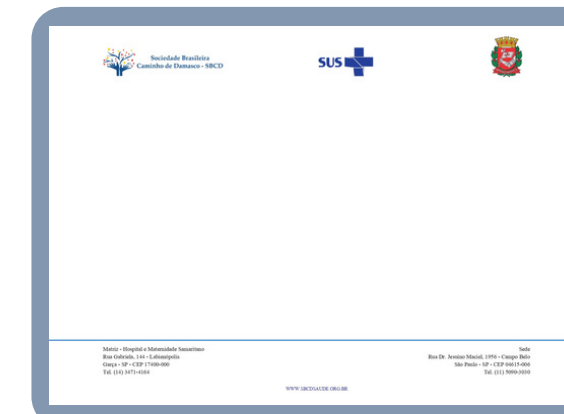 Sociedade Brasileira
Caminho de Damasco - SBCD
SUS
Matriz - Hospital e Maternidade Samaritano
Rua Gabriela, 144 - Labienópolis
Garça - SP - CEP 17400-000
Tel. (14) 3471-4164
Sede
Rua Dr. Jesuíno Maciel, 1956 - Campo Belo
São Paulo - SP - CEP 04615-004
Tel. (11) 5090-3030
WWW.SBCDSAUDE.ORG.BR